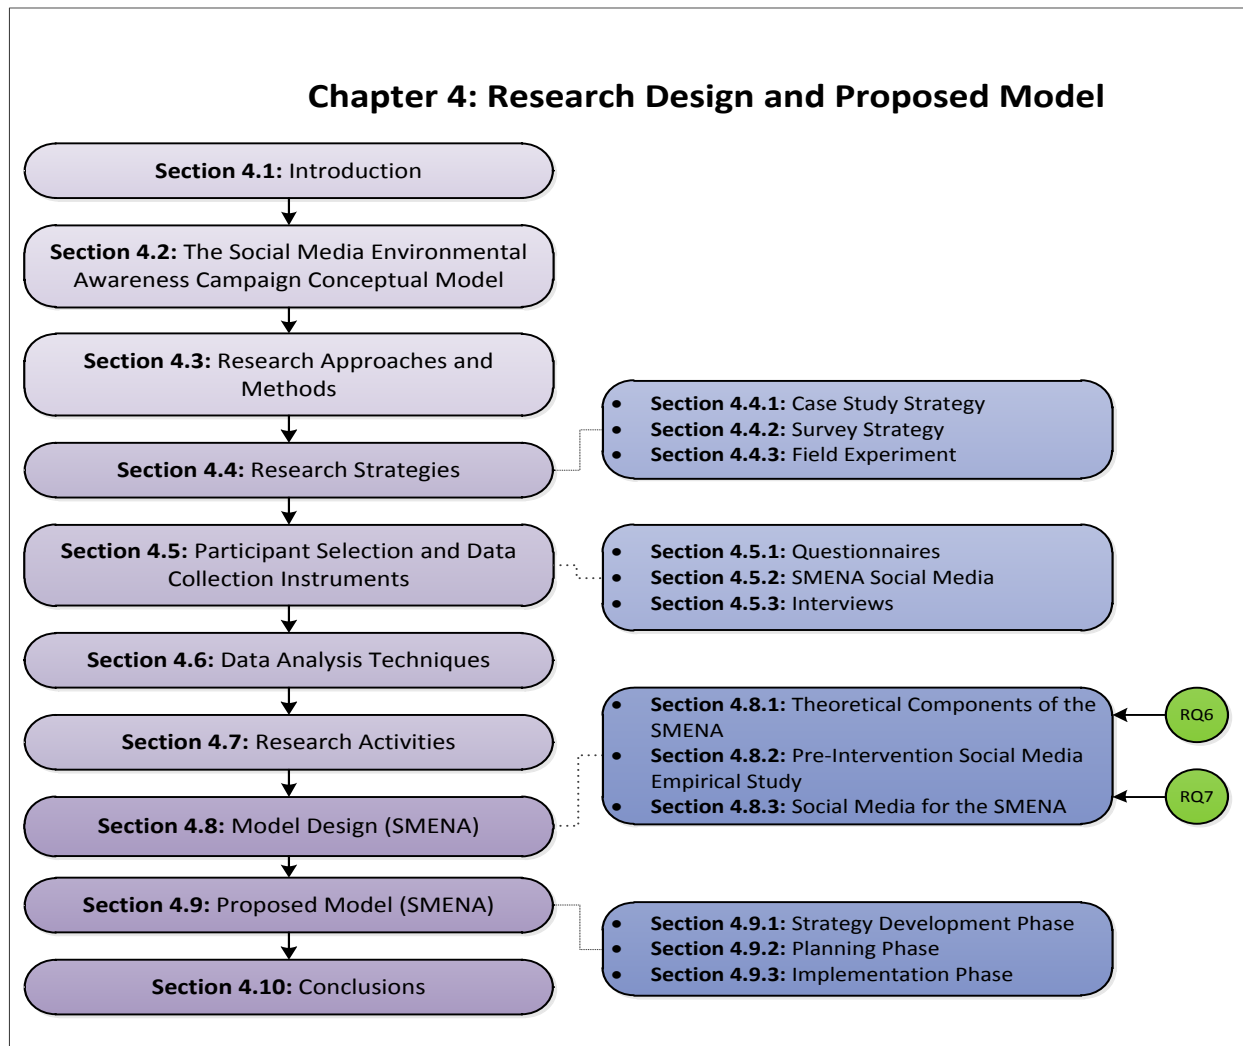 Chapter 4: Research Design and Proposed Model
Section 4.1: Introduction
Section 4.2: The Social Media Environmental
Awareness Campaign Conceptual Model
Section 4.3: Research Approaches and
Methods
Section 4.4: Research Strategies
• Section 4.4.1: Case Study Strategy
• Section 4.4.2: Survey Strategy
• Section 4.4.3: Field Experiment
Section 4.5: Participant Selection and Data
Collection Instruments
• Section 4.5.1: Questionnaires
• Section 4.5.2: SMENA Social Media
• Section 4.5.3: Interviews
Section 4.6: Data Analysis Techniques
Section 4.7: Research Activities
Section 4.8: Model Design (SMENA)
• Section 4.8.1: Theoretical Components of the
SMENA
• Section 4.8.2: Pre-Intervention Social Media
Empirical Study
• Section 4.8.3: Social Media for the SMENA
RQ6
RQ7
Section 4.9: Proposed Model (SMENA)
• Section 4.9.1: Strategy Development Phase
• Section 4.9.2: Planning Phase
• Section 4.9.3: Implementation Phase
Section 4.10: Conclusions